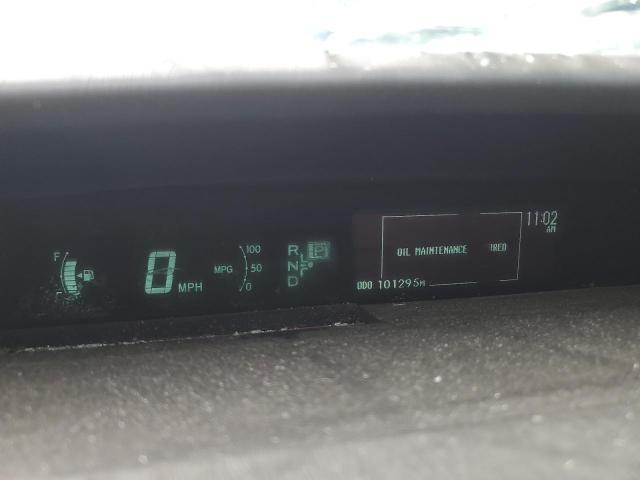 11:02
AM
F
100
R
P
OIL MAINTENANCE IRED
0
MPG
50
N
MPH
0
D
ODO 101295M